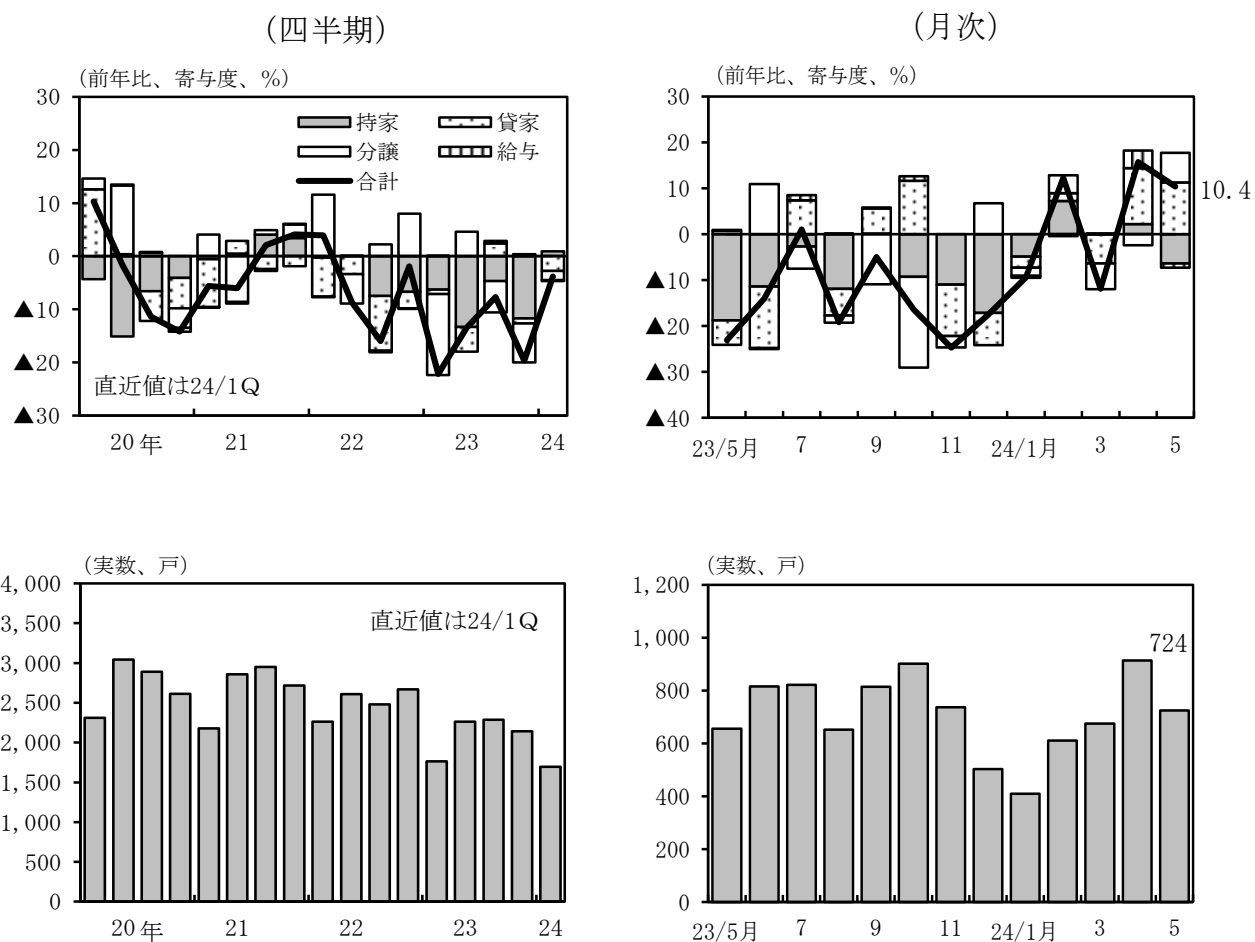 (四半期)
(前年比、寄与度、%)
30
20
10
0
▲10
▲20
▲30
持家
貸家
分譲
給与
合計
直近値は24/1Q
20年
21
22
23
24
(月次)
(前年比、寄与度、%)
30
20
10
0
▲10
▲20
▲30
▲40
10.4
23/5月
7
9
11
24/1月
3
5
(実数、戸)
4,000
3,500
3,000
2,500
2,000
1,500
1,000
500
0
直近値は24/1Q
20年
21
22
23
24
(実数、戸)
1,200
1,000
800
600
400
200
0
724
23/5月
7
9
11
24/1月
3
5